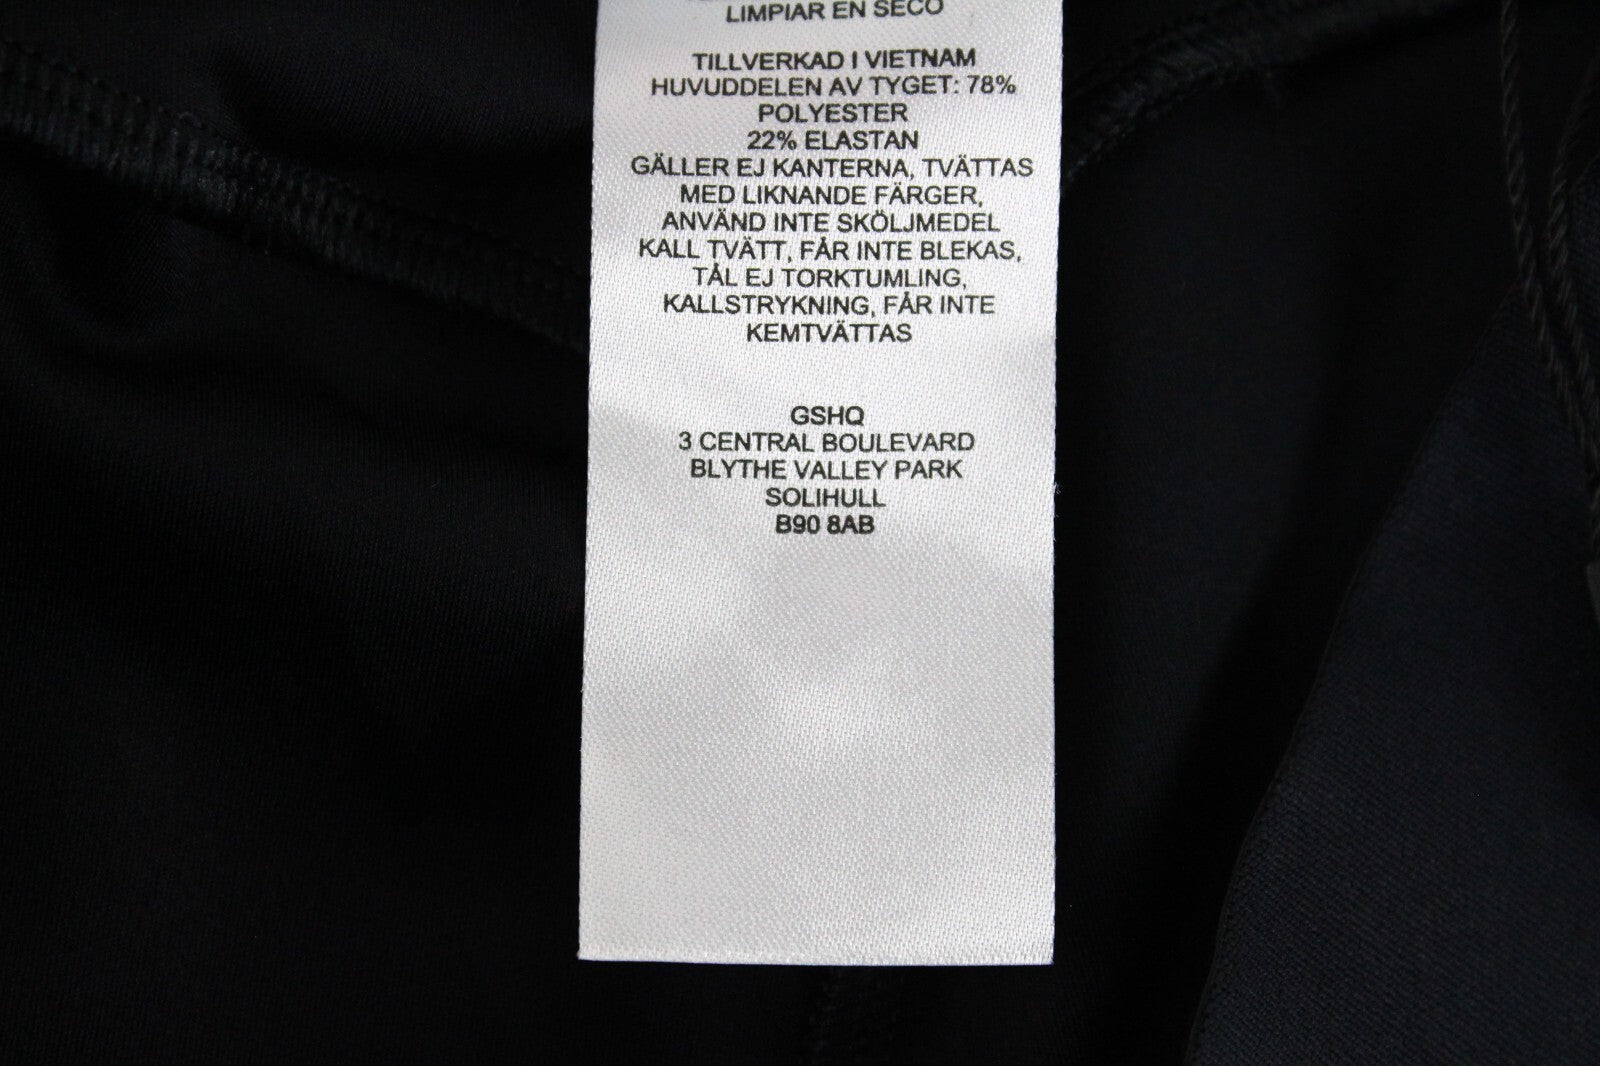 LIMPIAR EN SECO
TILLVERKAD I VIETNAM
HUVUDDELEN AV TYGET: 78%
POLYESTER
22% ELASTAN
GÄLLER EJ KANTERNA, TVÄTTAS
MED LIKNANDE FÄRGER,
ANVÄND INTE SKÖLJMEDEL
KALL TVÄTT, FÅR INTE BLEKAS,
TÅL EJ TORKTUMLING,
KALLSTRYKNING, FÅR INTE
KEMTVÄTTAS
GSHQ
3 CENTRAL BOULEVARD
BLYTHE VALLEY PARK
SOLIHULL
B90 8AB